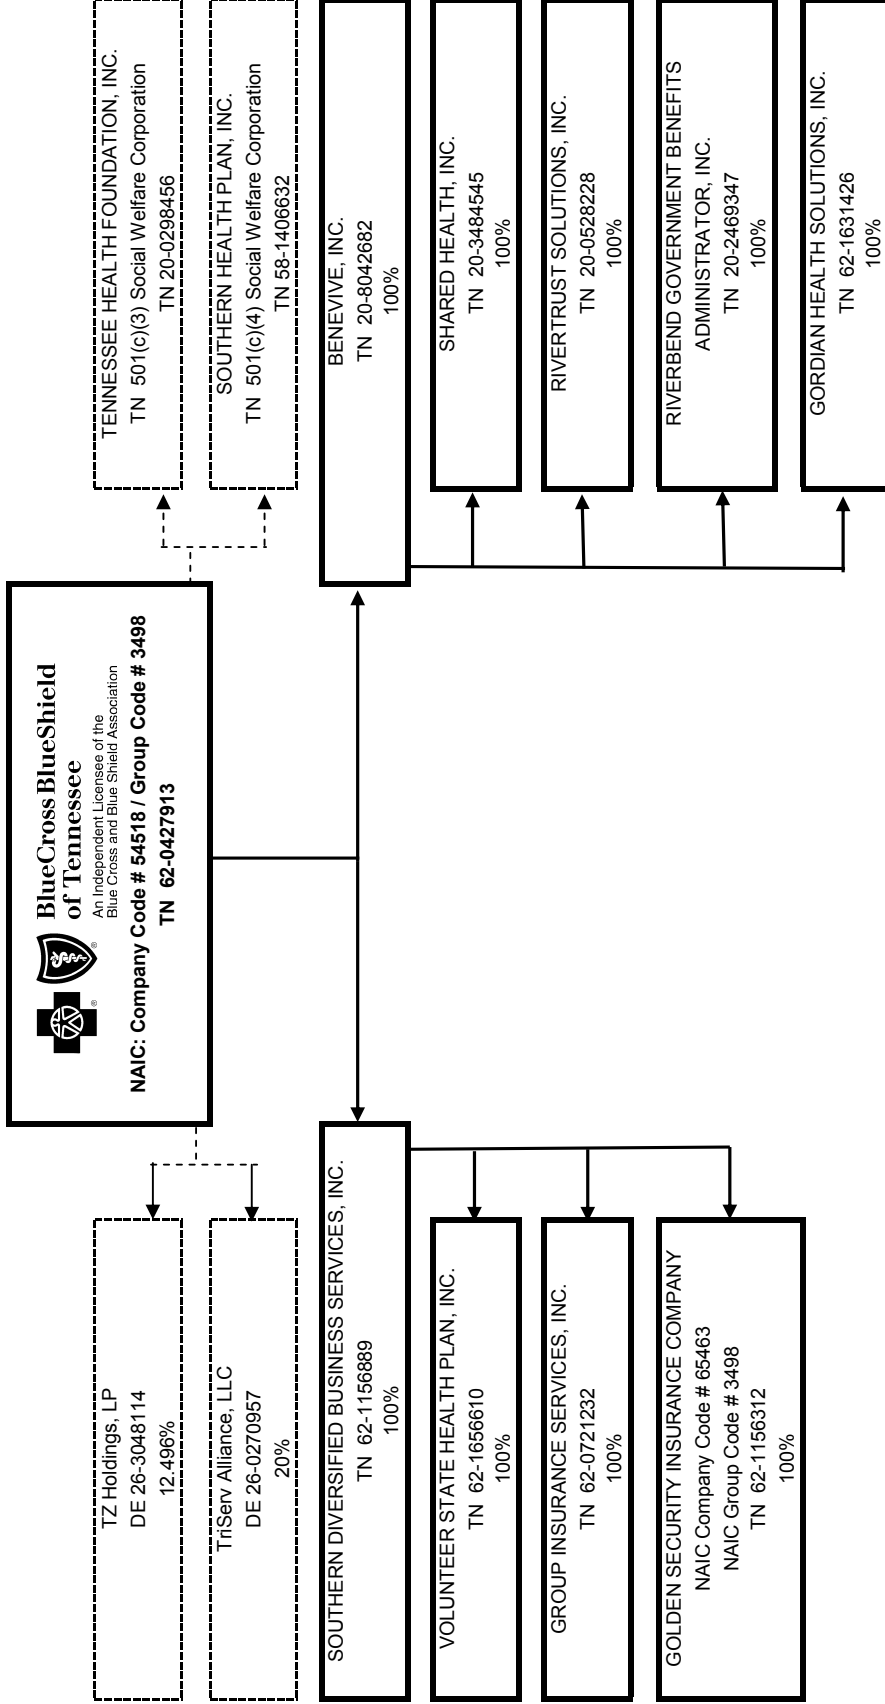 BlueCross BlueShield
of Tennessee
An Independent Licensee of the
Blue Cross and Blue Shield Association
NAIC: Company Code # 54518 / Group Code # 3498
TN 62-0427913
TZ Holdings, LP
DE 26-3048114
12.496%
TriServ Alliance, LLC
DE 26-0270957
20%
TENNESSEE HEALTH FOUNDATION, INC.
TN 501(c)(3) Social Welfare Corporation
TN 20-0298456
SOUTHERN HEALTH PLAN, INC.
TN 501(c)(4) Social Welfare Corporation
TN 58-1406632
SOUTHERN DIVERSIFIED BUSINESS SERVICES, INC.
TN 62-1156889
100%
VOLUNTEER STATE HEALTH PLAN, INC.
TN 62-1656610
100%
GROUP INSURANCE SERVICES, INC.
TN 62-0721232
100%
GOLDEN SECURITY INSURANCE COMPANY
NAIC Company Code # 65463
NAIC Group Code # 3498
TN 62-1156312
100%
BENEVIVE, INC.
TN 20-8042682
100%
SHARED HEALTH, INC.
TN 20-3484545
100%
RIVERTRUST SOLUTIONS, INC.
TN 20-0528228
100%
RIVERBEND GOVERNMENT BENEFITS
ADMINISTRATOR, INC.
TN 20-2469347
100%
GORDIAN HEALTH SOLUTIONS, INC.
TN 62-1631426
100%